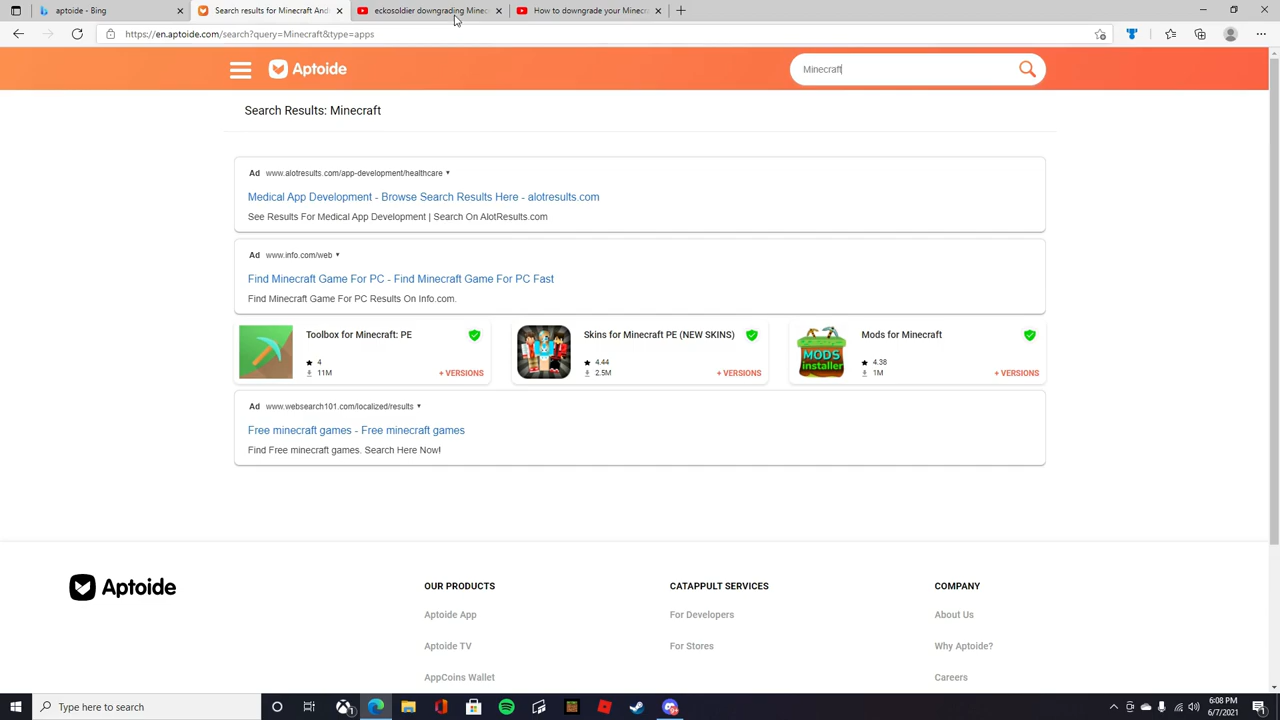 aptoide - Bing
Search results for Minecraft And
eckosoldier downgrading Minec
How to downgrade your Minecra
https://en.aptoide.com/search?query=Minecraft&type=apps
Aptoide
Minecraft
Search Results: Minecraft
Ad www.alotresults.com/app-development/healthcare
Medical App Development - Browse Search Results Here - alotresults.com
See Results For Medical App Development | Search On AlotResults.com
Ad www.info.com/web
Find Minecraft Game For PC - Find Minecraft Game For PC Fast
Find Minecraft Game For PC Results On Info.com.
Toolbox for Minecraft: PE
4
11M
+ VERSIONS
Skins for Minecraft PE (NEW SKINS)
4.44
2.5M
+ VERSIONS
MODS
installer
Mods for Minecraft
4.38
1M
+ VERSIONS
Ad www.websearch101.com/localized/results
Free minecraft games - Free minecraft games
Find Free minecraft games. Search Here Now!
Aptoide
OUR PRODUCTS
Aptoide App
Aptoide TV
AppCoins Wallet
CATAPPULT SERVICES
For Developers
For Stores
COMPANY
About Us
Why Aptoide?
Careers
Type here to search
6:08 PM
6/7/2021